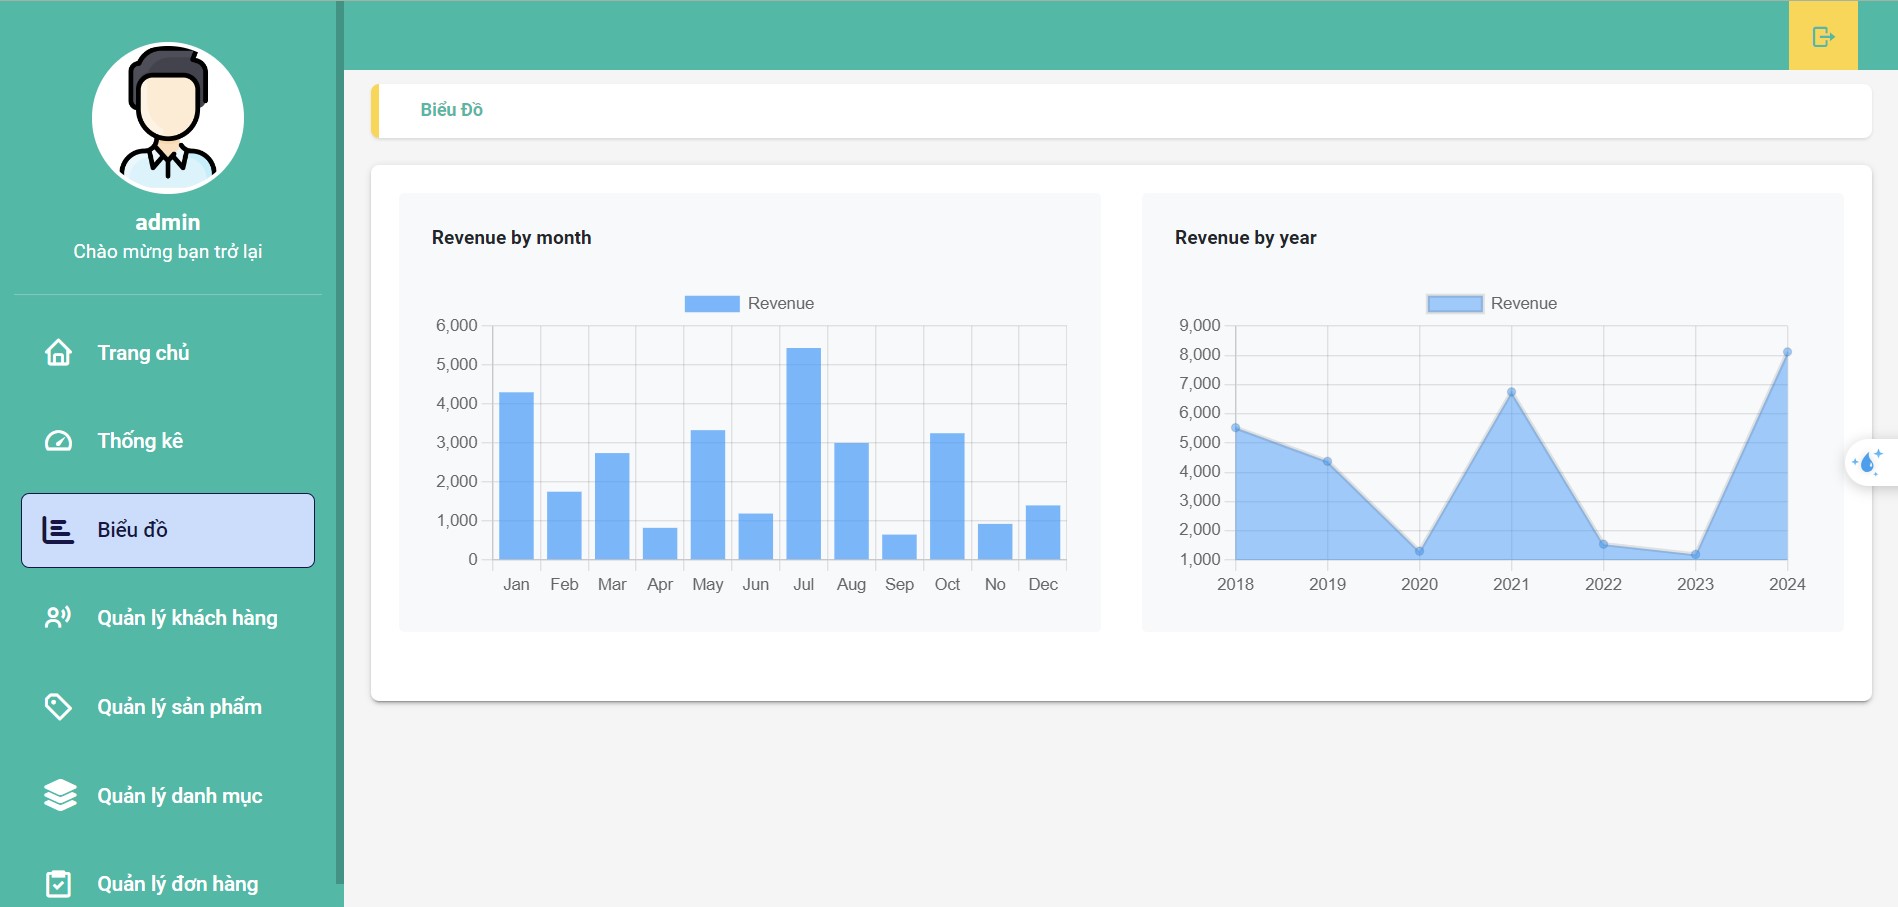 admin
Chào mừng bạn trở lại
Trang chủ
Thống kê
Biểu đồ
Quản lý khách hàng
Quản lý sản phẩm
Quản lý danh mục
Quản lý đơn hàng
Biểu Đồ
Revenue by month
Revenue
6,000
5,000
4,000
3,000
2,000
1,000
0
Jan Feb Mar Apr May Jun Jul Aug Sep Oct No Dec
Revenue by year
Revenue
9,000
8,000
7,000
6,000
5,000
4,000
3,000
2,000
1,000
2018 2019 2020 2021 2022 2023 2024